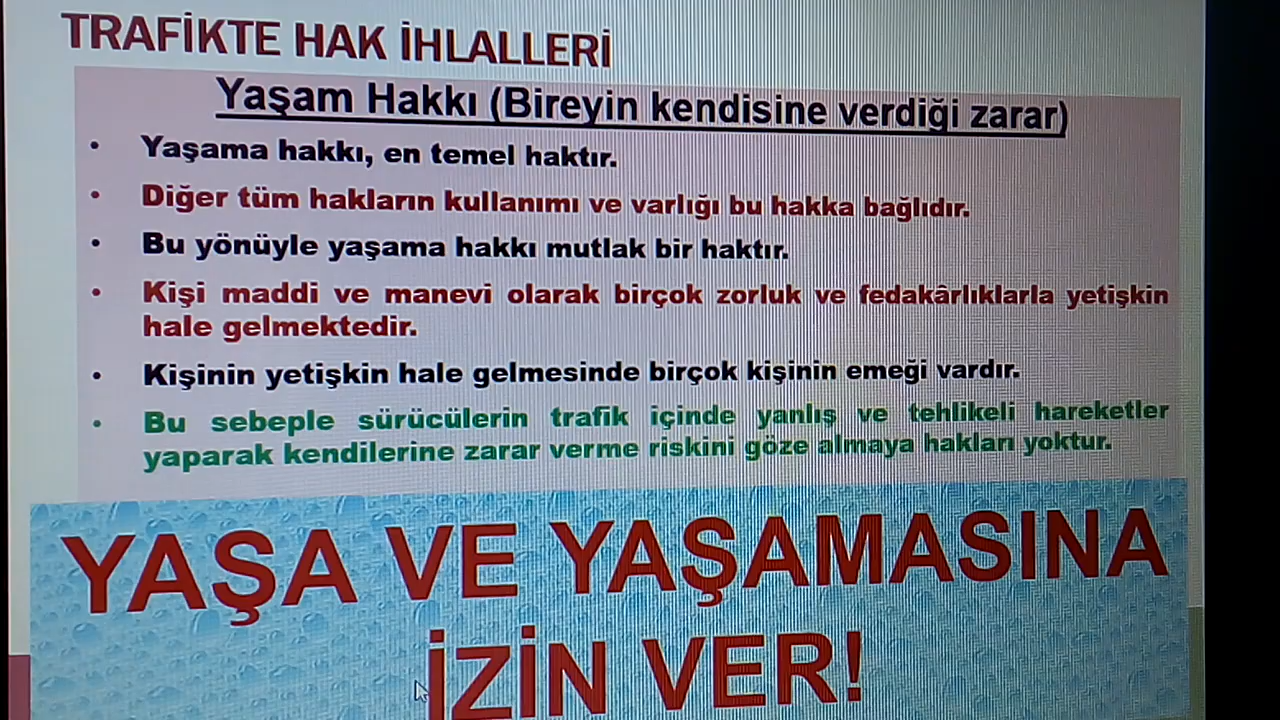 TRAFİKTE HAK İHLALLERİ
Yaşam Hakkı (Bireyin kendisine verdiği zarar)
• Yaşama hakkı, en temel haktır.
• Diğer tüm hakların kullanımı ve varlığı bu hakka bağlıdır.
• Bu yönüyle yaşama hakkı mutlak bir haktır.
• Kişi maddi ve manevi olarak birçok zorluk ve fedakârlıklarla yetişkin
hale gelmektedir.
• Kişinin yetişkin hale gelmesinde birçok kişinin emeği vardır.
• Bu sebeple sürücülerin trafik içinde yanlış ve tehlikeli hareketler
yaparak kendilerine zarar verme riskini göze almaya hakları yoktur.
YAŞA VE YAŞAMASINA
İZİN VER!